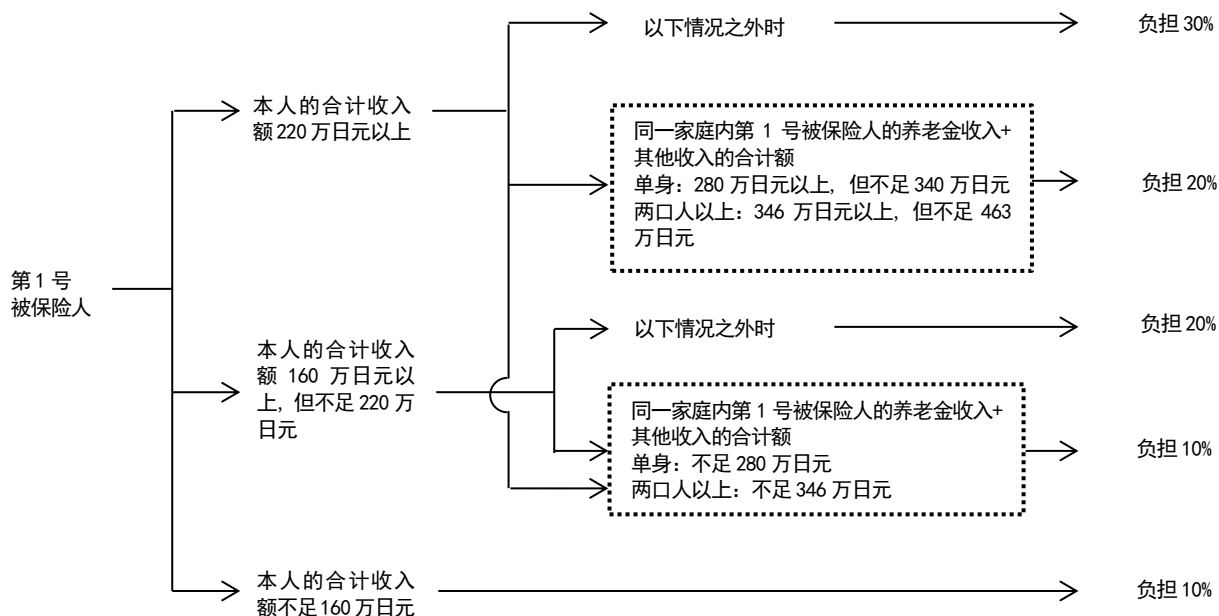 以下情况之外时
负担 30%
本人的合计收入
额 220 万日元以上
同一家庭内第 1 号被保险人的养老金收入+
其他收入的合计额
单身：280 万日元以上，但不足 340 万日元
两口人以上：346 万日元以上，但不足 463
万日元
负担 20%
第 1 号
被保险人
以下情况之外时
负担 20%
本人的合计收入
额 160 万日元以
上，但不足 220 万
日元
同一家庭内第 1 号被保险人的养老金收入+
其他收入的合计额
单身：不足 280 万日元
两口人以上：不足 346 万日元
负担 10%
本人的合计收入
额不足 160 万日元
负担 10%